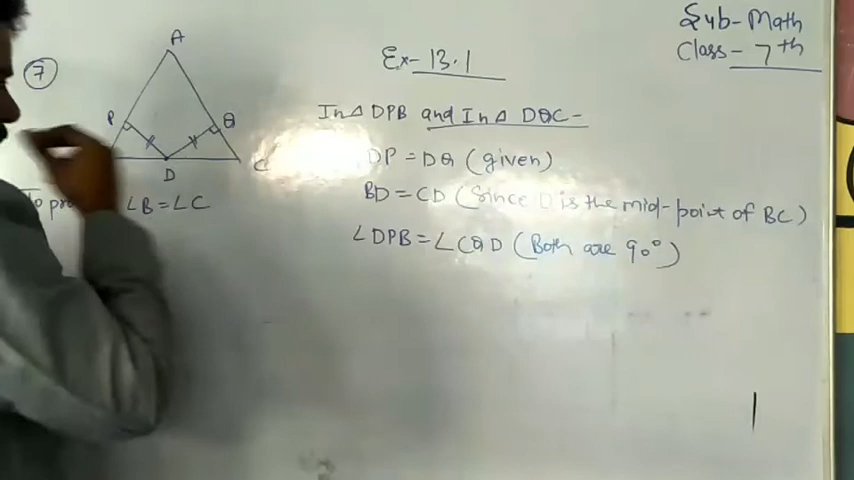 Sub-Math
Class- 7th
Ex- 13.1
7
A
P
Q
D
C
In △ DPB and In △ DQC-
DP = DQ (given)
BD = CD (Since D is the mid-point of BC)
∠DPB = ∠CQD (Both are 90°)
To ∠B = ∠C